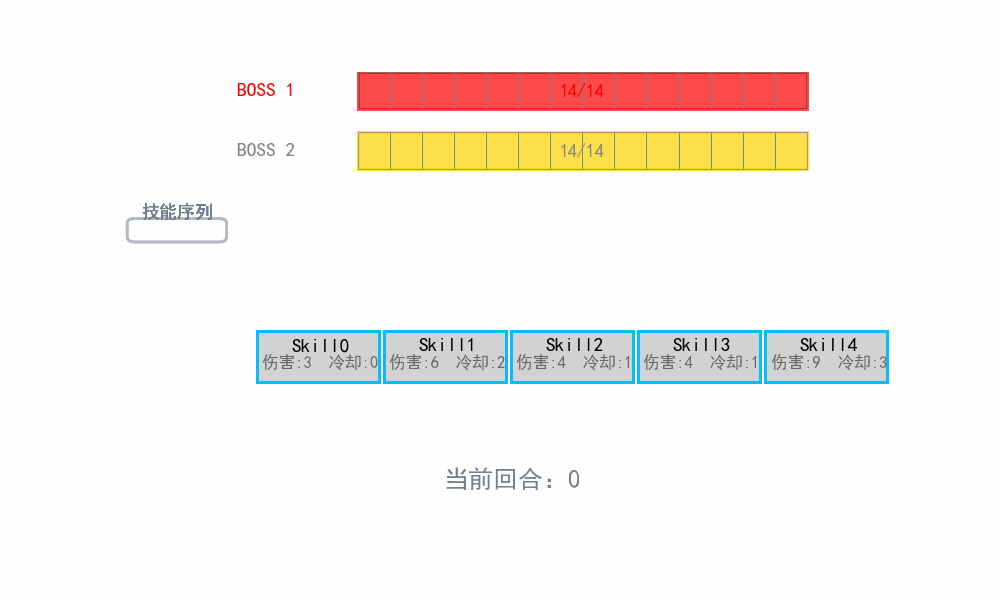 BOSS 1 14/14
BOSS 2 14/14
技能序列
Skill0 Skill1 Skill2 Skill3 Skill4
伤害:3 冷却:0 伤害:6 冷却:2 伤害:4 冷却:1 伤害:4 冷却:1 伤害:9 冷却:3
当前回合：0